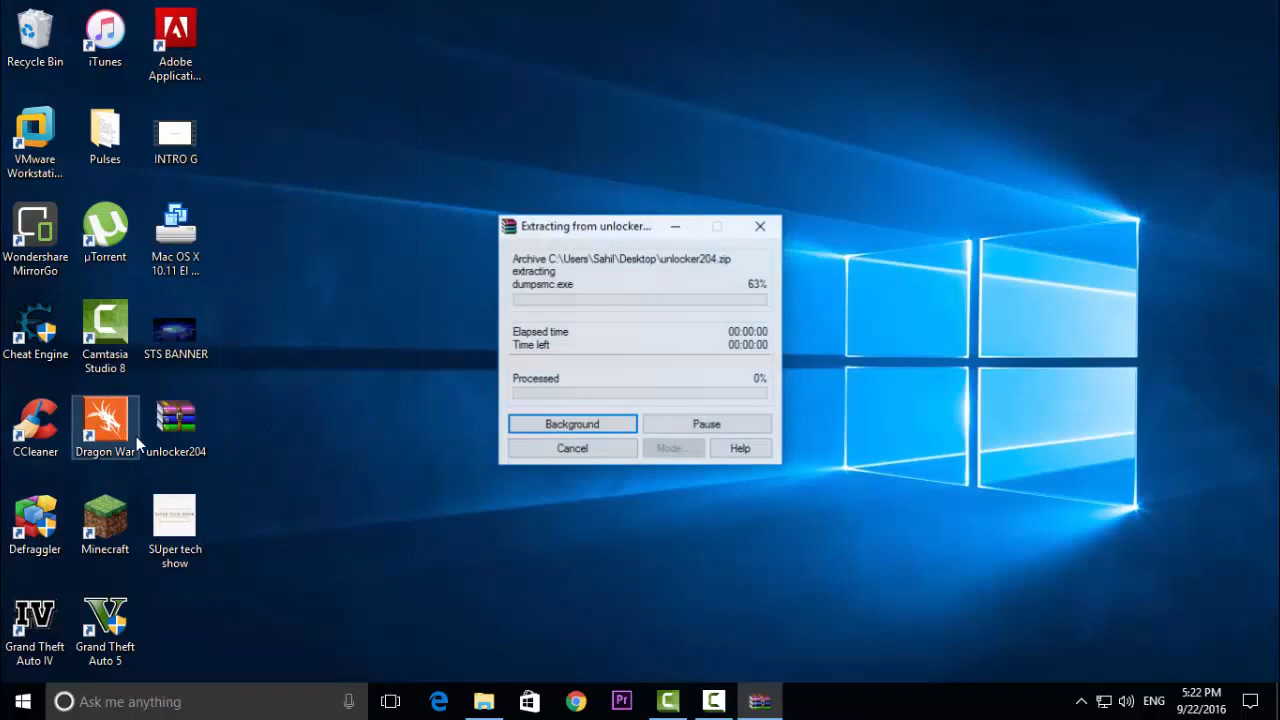 Recycle Bin
iTunes
Adobe
Applicati...
VMware
Workstati...
Pulses
INTRO G
Wondershare
MirrorGo
µTorrent
Mac OS X
10.11 El ...
Cheat Engine
Camtasia
Studio 8
STS BANNER
CCleaner
Dragon War
unlocker204
Defraggler
Minecraft
SUper tech
show
Grand Theft
Auto IV
Grand Theft
Auto 5
Extracting from unlocker...
Archive C:\Users\Sahil\Desktop\unlocker204.zip
extracting
dumpsmc.exe 63%
Elapsed time 00:00:00
Time left 00:00:00
Processed 0%
Background Pause
Cancel Mode... Help
Ask me anything
Pr
ENG
5:22 PM
9/22/2016